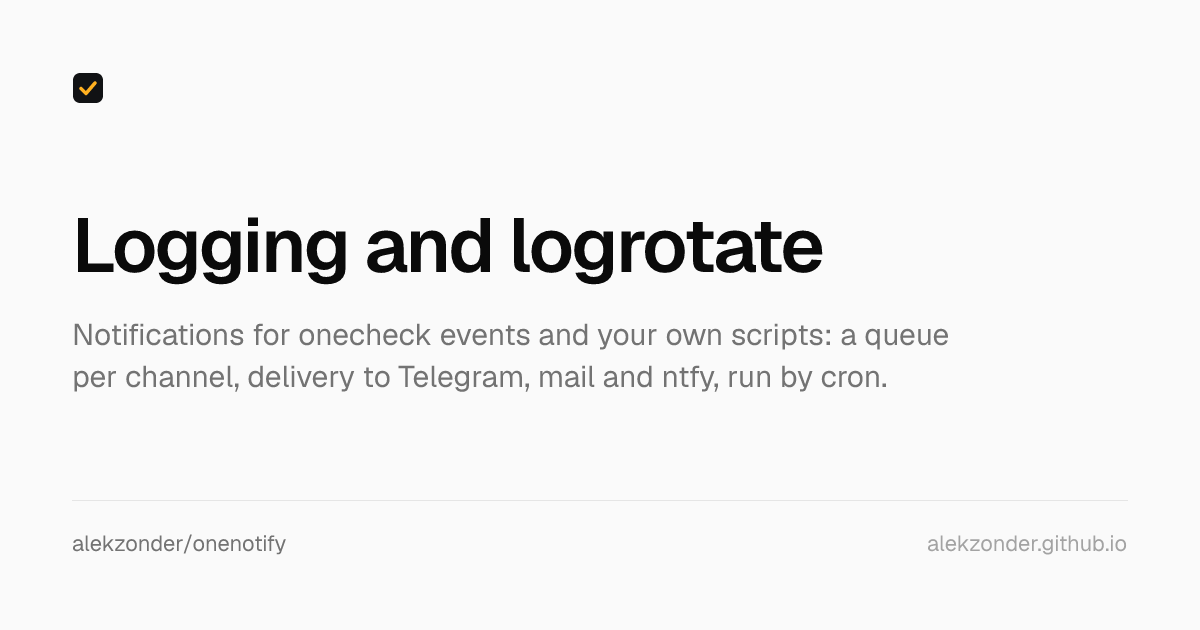 Logging and logrotate
Notifications for onecheck events and your own scripts: a queue
per channel, delivery to Telegram, mail and ntfy, run by cron.
alekzonder/onenotify
alekzonder.github.io